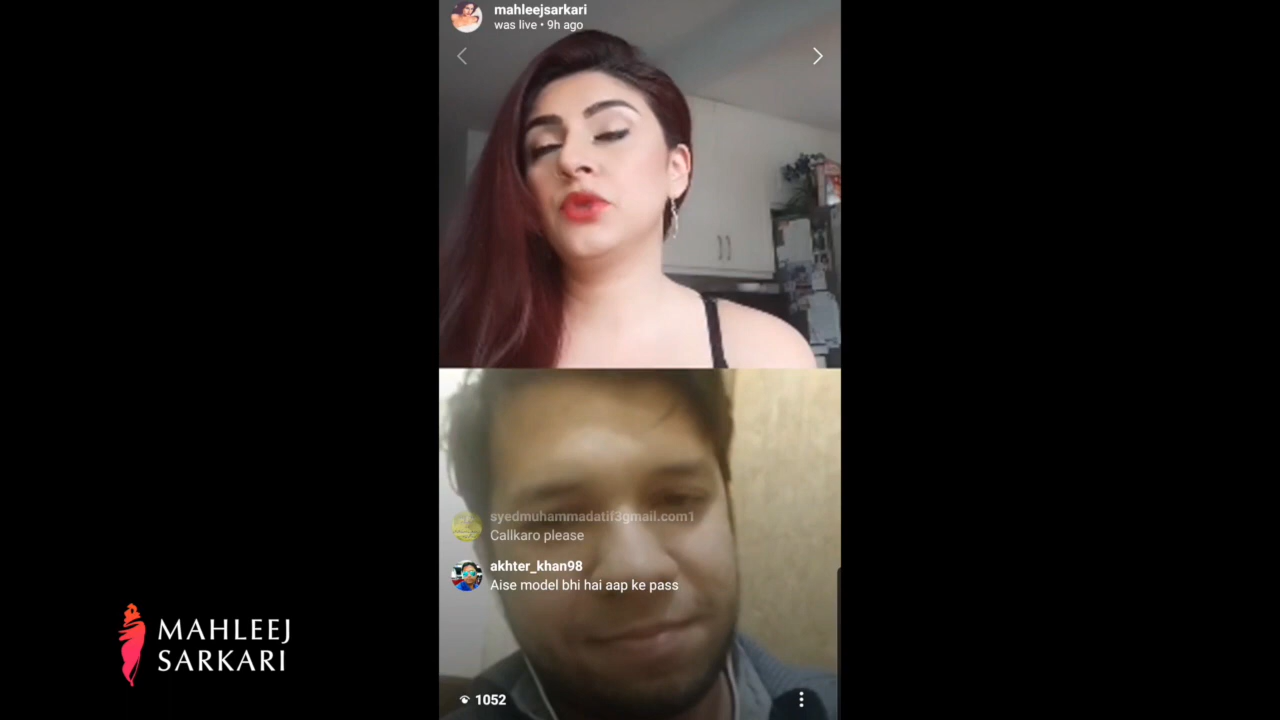 mahleejsarkari
was live • 9h ago
syedmuhammadatif3gmail.com1
Callkaro please
akhter_khan98
Aise model bhi hai aap ke pass
MAHLEEJ
SARKARI
1052